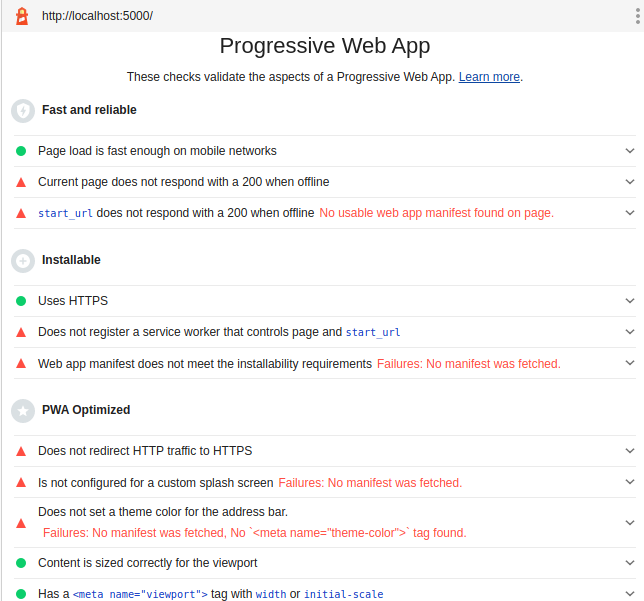 http://localhost:5000/
Progressive Web App
These checks validate the aspects of a Progressive Web App. Learn more.
Fast and reliable
Page load is fast enough on mobile networks
Current page does not respond with a 200 when offline
start_url does not respond with a 200 when offline No usable web app manifest found on page.
Installable
Uses HTTPS
Does not register a service worker that controls page and start_url
Web app manifest does not meet the installability requirements Failures: No manifest was fetched.
PWA Optimized
Does not redirect HTTP traffic to HTTPS
Is not configured for a custom splash screen Failures: No manifest was fetched.
Does not set a theme color for the address bar.
Failures: No manifest was fetched, No `<meta name="theme-color">` tag found.
Content is sized correctly for the viewport
Has a <meta name="viewport"> tag with width or initial-scale